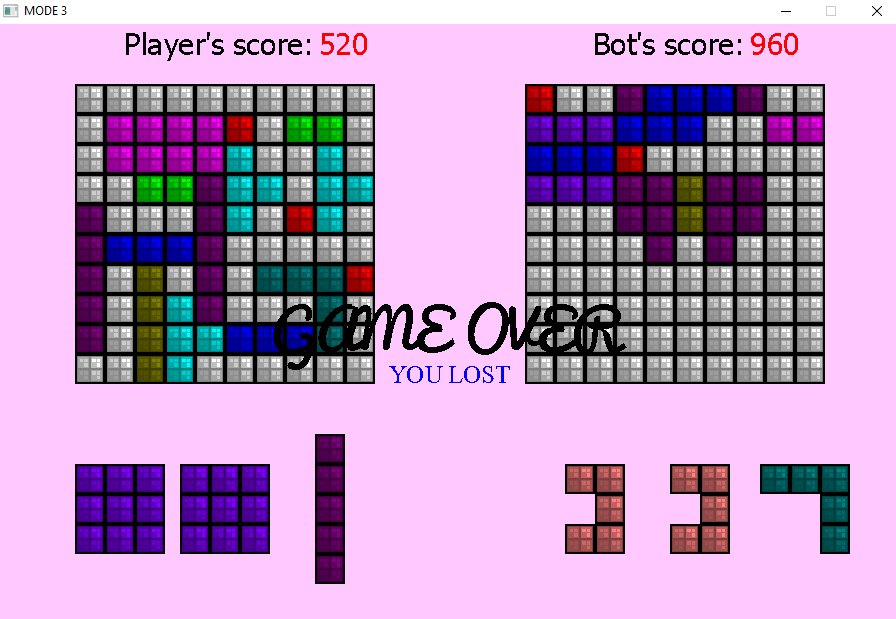 MODE 3
Player's score: 520
Bot's score: 960
GAME OVER
YOU LOST